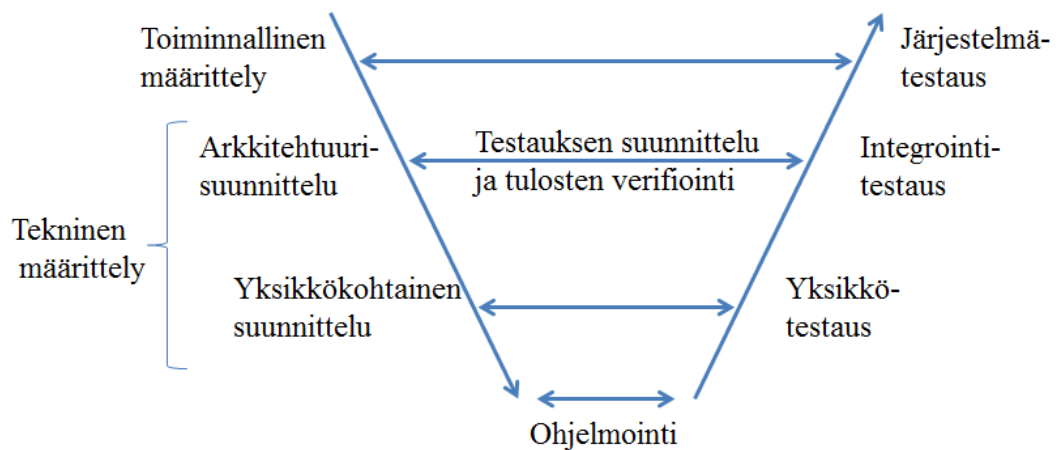 Toiminnallinen
määrittely
Järjestelmä-
testaus
Arkkitehtuuri-
suunnittelu
Testauksen suunnittelu
ja tulosten verifiointi
Integrointi-
testaus
Tekninen
määrittely
Yksikkökohtainen
suunnittelu
Yksikkö-
testaus
Ohjelmointi